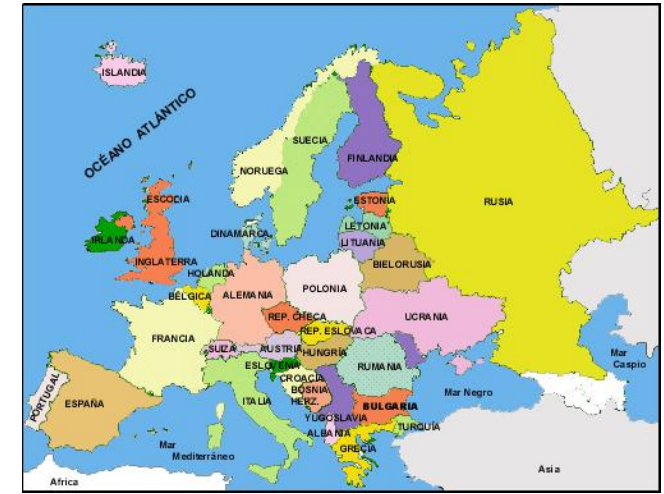 ISLANDIA
OCÉANO ATLÁNTICO
SUECIA
NORUEGA
FINLANDIA
RUSIA
ESCOCIA
ESTONIA
IRLANDA
DINAMARCA
LETONIA
LITUANIA
INGLATERRA
HOLANDA
BIELORUSIA
BÉLGICA
ALEMANIA
POLONIA
REP. CHECA
UCRANIA
REP. ESLOVACA
FRANCIA
SUIZA
AUSTRIA
HUNGRÍA
Mar
Caspio
ESLOVENIA
RUMANIA
CROACIA
BOSNIA
HERZ.
PORTUGAL
ESPAÑA
ITALIA
Mar Negro
BULGARIA
YUGOSLAVIA
ALBANIA
TURQUÍA
Mar
Mediterráneo
GRECIA
Africa
Asia